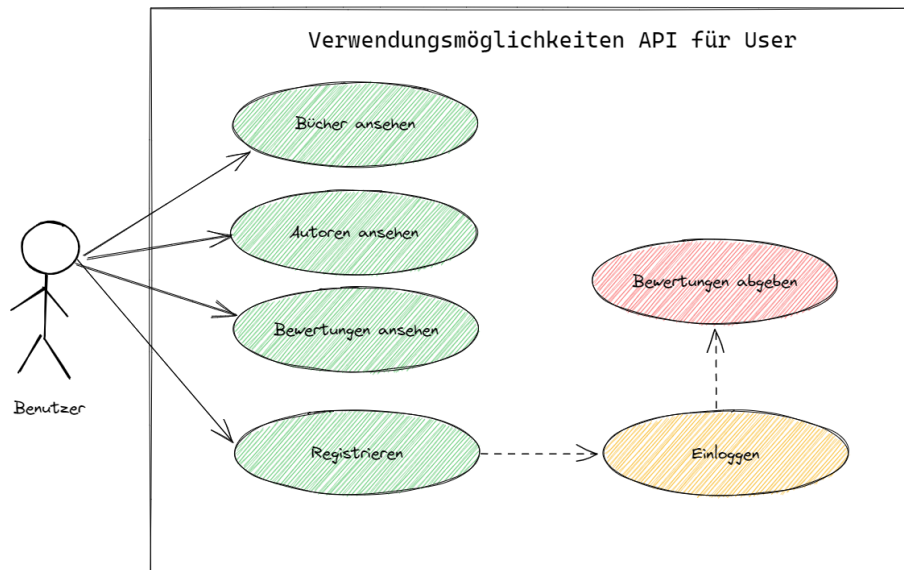 Verwendungsmöglichkeiten API für User
Bücher ansehen
Autoren ansehen
Bewertungen abgeben
Bewertungen ansehen
Benutzer
Registrieren
Einloggen